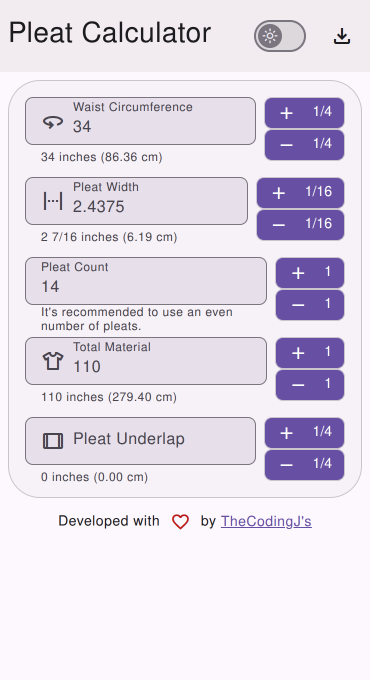 Pleat Calculator
Waist Circumference
34
+ 1/4
− 1/4
34 inches (86.36 cm)
Pleat Width
2.4375
+ 1/16
− 1/16
2 7/16 inches (6.19 cm)
Pleat Count
14
+ 1
− 1
It's recommended to use an even
number of pleats.
Total Material
110
+ 1
− 1
110 inches (279.40 cm)
Pleat Underlap
+ 1/4
− 1/4
0 inches (0.00 cm)
Developed with by TheCodingJ's